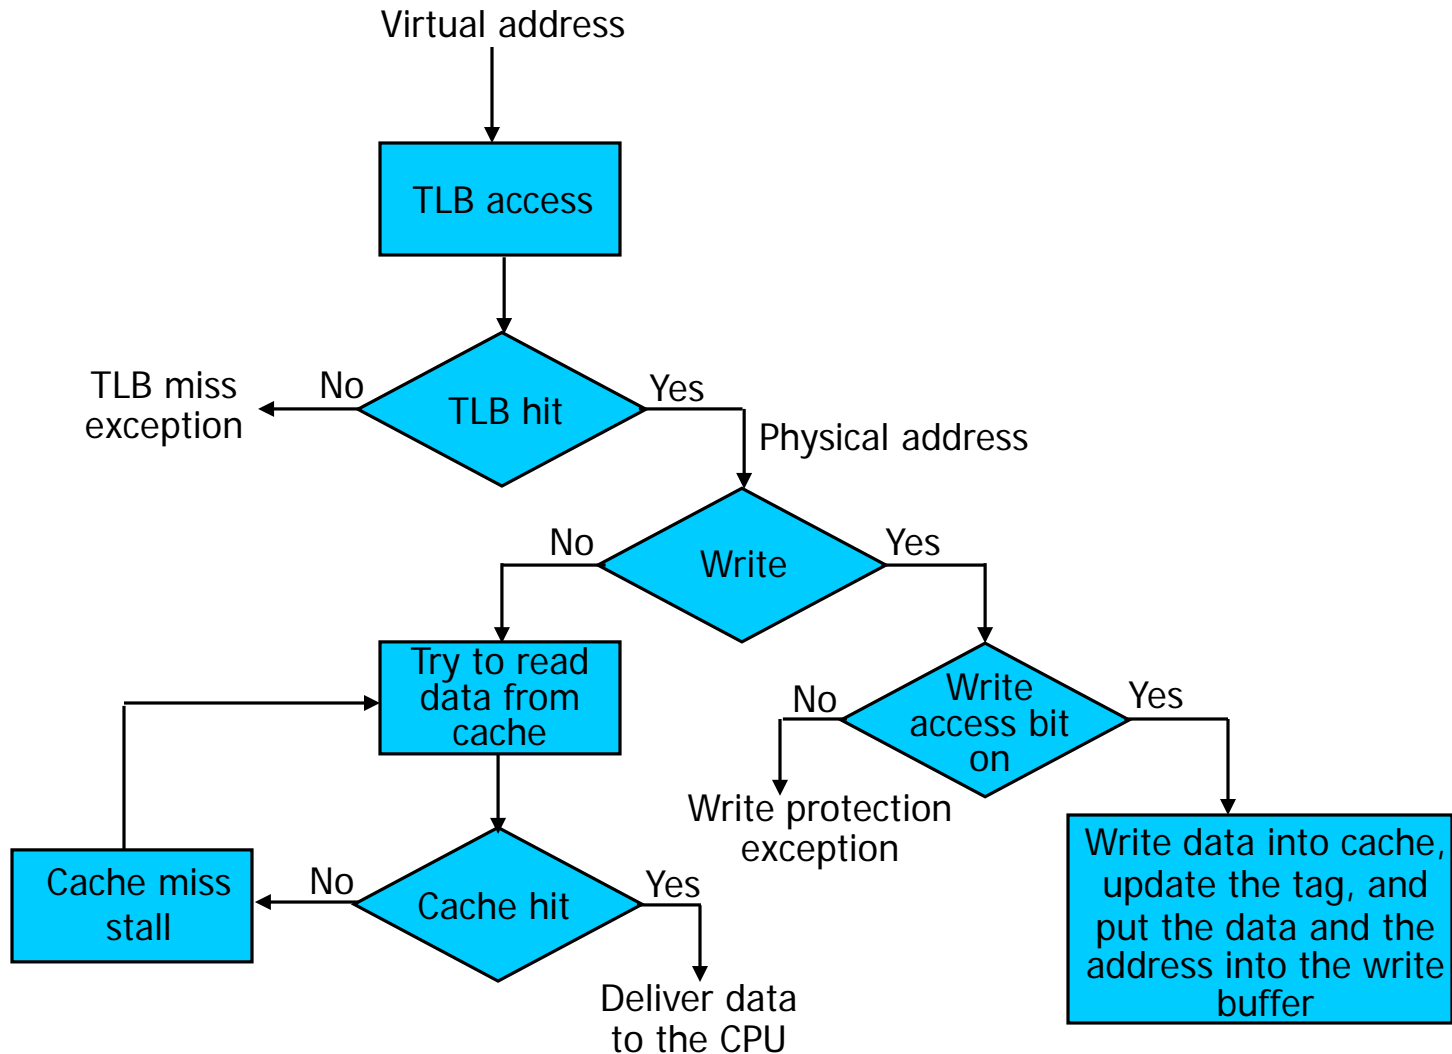 Virtual address
TLB access
TLB miss
exception
No
TLB hit
Yes
Physical address
No
Write
Yes
Try to read
data from
cache
No
Write
access bit
on
Yes
Write protection
exception
Cache miss
stall
No
Cache hit
Yes
Deliver data
to the CPU
Write data into cache,
update the tag, and
put the data and the
address into the write
buffer